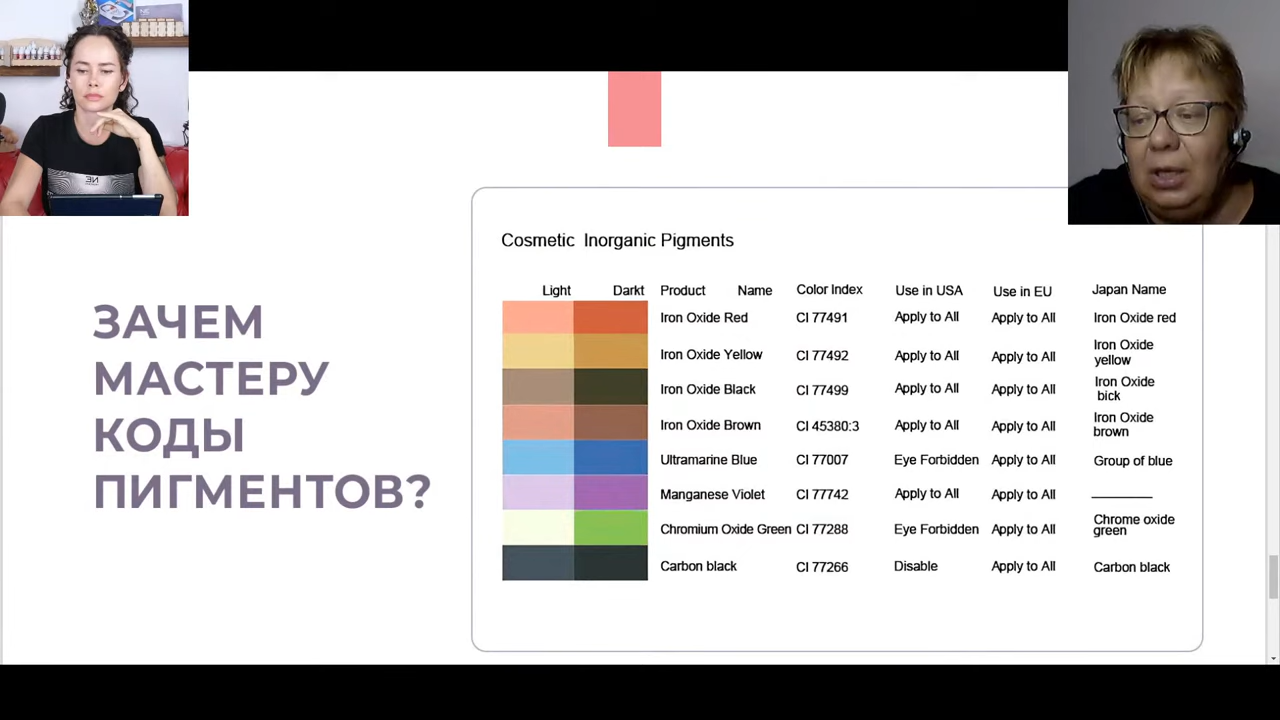 ЗАЧЕМ
МАСТЕРУ
КОДЫ
ПИГМЕНТОВ?
Cosmetic Inorganic Pigments
Light Darkt Product Name Color Index Use in USA Use in EU Japan Name
Iron Oxide Red CI 77491 Apply to All Apply to All Iron Oxide red
Iron Oxide Yellow CI 77492 Apply to All Apply to All Iron Oxide
yellow
Iron Oxide Black CI 77499 Apply to All Apply to All Iron Oxide
bick
Iron Oxide Brown CI 45380:3 Apply to All Apply to All Iron Oxide
brown
Ultramarine Blue CI 77007 Eye Forbidden Apply to All Group of blue
Manganese Violet CI 77742 Apply to All Apply to All
Chromium Oxide Green CI 77288 Eye Forbidden Apply to All Chrome oxide
green
Carbon black CI 77266 Disable Apply to All Carbon black